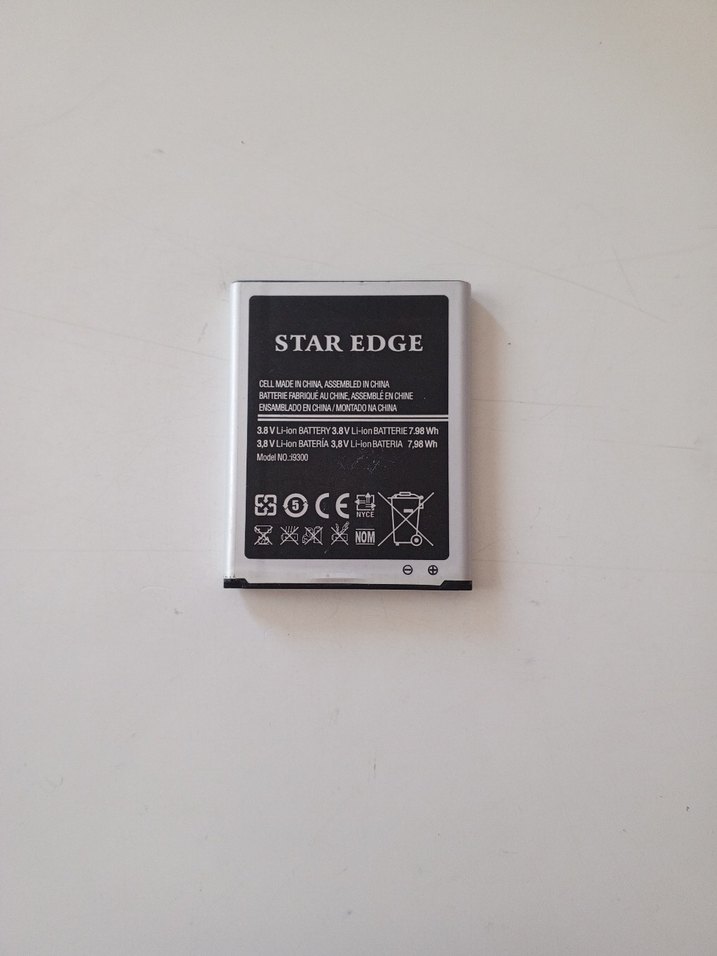 STAR EDGE
CELL MADE IN CHINA, ASSEMBLED IN CHINA
BATTERIE FABRIQUÉ AU CHINE, ASSEMBLÉ EN CHINE
ENSAMBLADO EN CHINA / MONTADO NA CHINA
3.8 V Li-ion BATTERY 3.8 V Li-ion BATTERIE 7.98 Wh
3,8 V Li-ion BATERÍA 3,8 V Li-ion BATERIA 7,98 Wh
Model NO.:i9300
5 CE NYCE
NOM